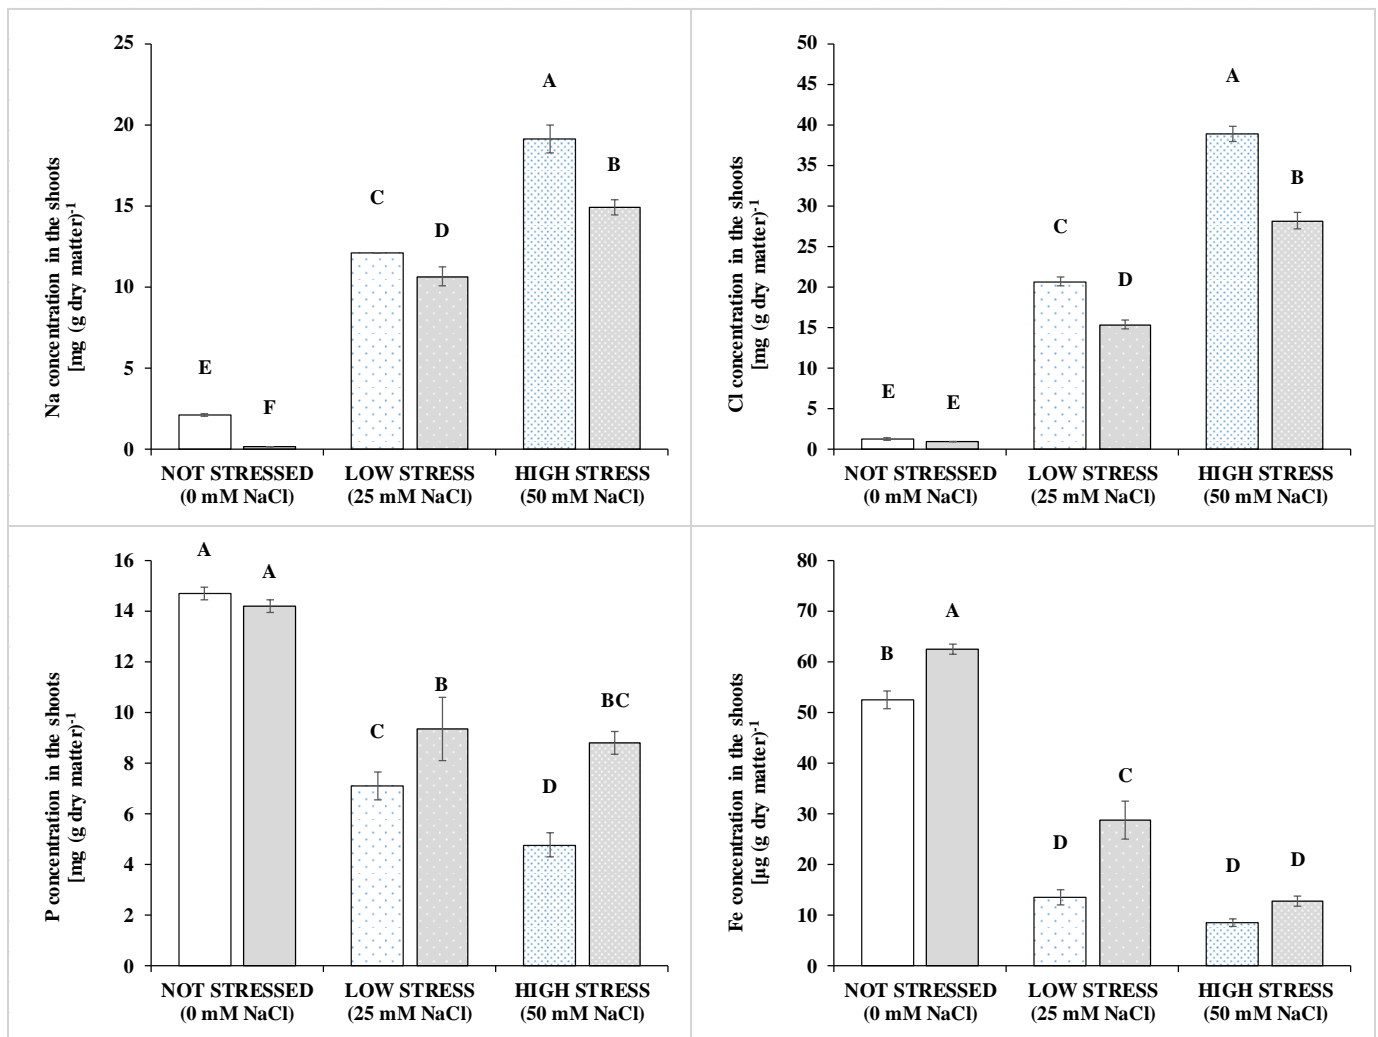 Na concentration in the shoots
[mg (g dry matter)-1
25
20
15
10
5
0
E
F
C
D
A
B
NOT STRESSED
(0 mM NaCl)
LOW STRESS
(25 mM NaCl)
HIGH STRESS
(50 mM NaCl)
Cl concentration in the shoots
[mg (g dry matter)-1
50
45
40
35
30
25
20
15
10
5
0
E
E
C
D
A
B
NOT STRESSED
(0 mM NaCl)
LOW STRESS
(25 mM NaCl)
HIGH STRESS
(50 mM NaCl)
P concentration in the shoots
[mg (g dry matter)-1
16
14
12
10
8
6
4
2
0
A
A
C
B
D
BC
NOT STRESSED
(0 mM NaCl)
LOW STRESS
(25 mM NaCl)
HIGH STRESS
(50 mM NaCl)
Fe concentration in the shoots
[µg (g dry matter)-1
80
70
60
50
40
30
20
10
0
B
A
D
C
D
D
NOT STRESSED
(0 mM NaCl)
LOW STRESS
(25 mM NaCl)
HIGH STRESS
(50 mM NaCl)